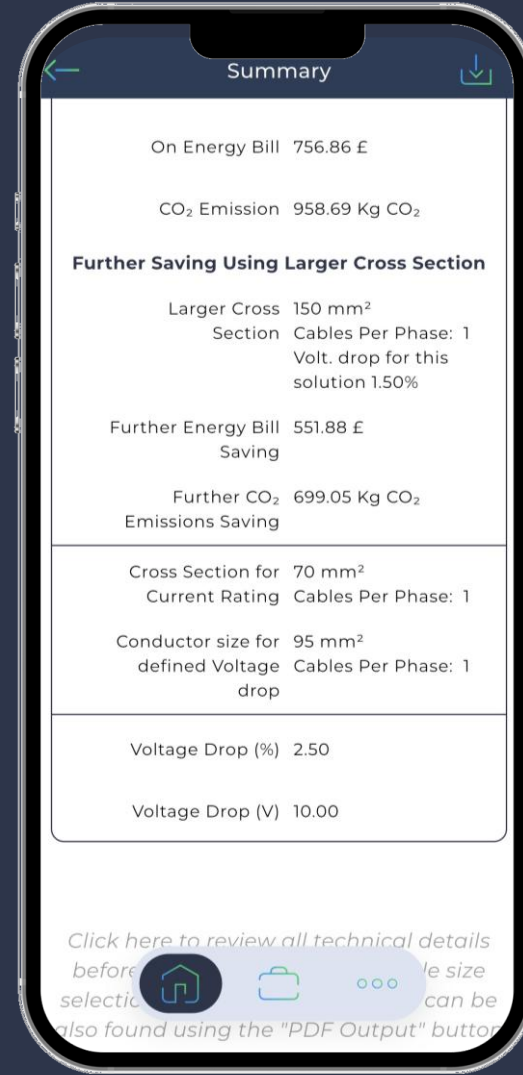 Summary
On Energy Bill 756.86 £
CO₂ Emission 958.69 Kg CO₂
Further Saving Using Larger Cross Section
Larger Cross 150 mm²
Section Cables Per Phase: 1
Volt. drop for this
solution 1.50%
Further Energy Bill 551.88 £
Saving
Further CO₂ 699.05 Kg CO₂
Emissions Saving
Cross Section for 70 mm²
Current Rating Cables Per Phase: 1
Conductor size for 95 mm²
defined Voltage Cables Per Phase: 1
drop
Voltage Drop (%) 2.50
Voltage Drop (V) 10.00
Click here to review all technical details
before size
can be
also found using the "PDF Output" button